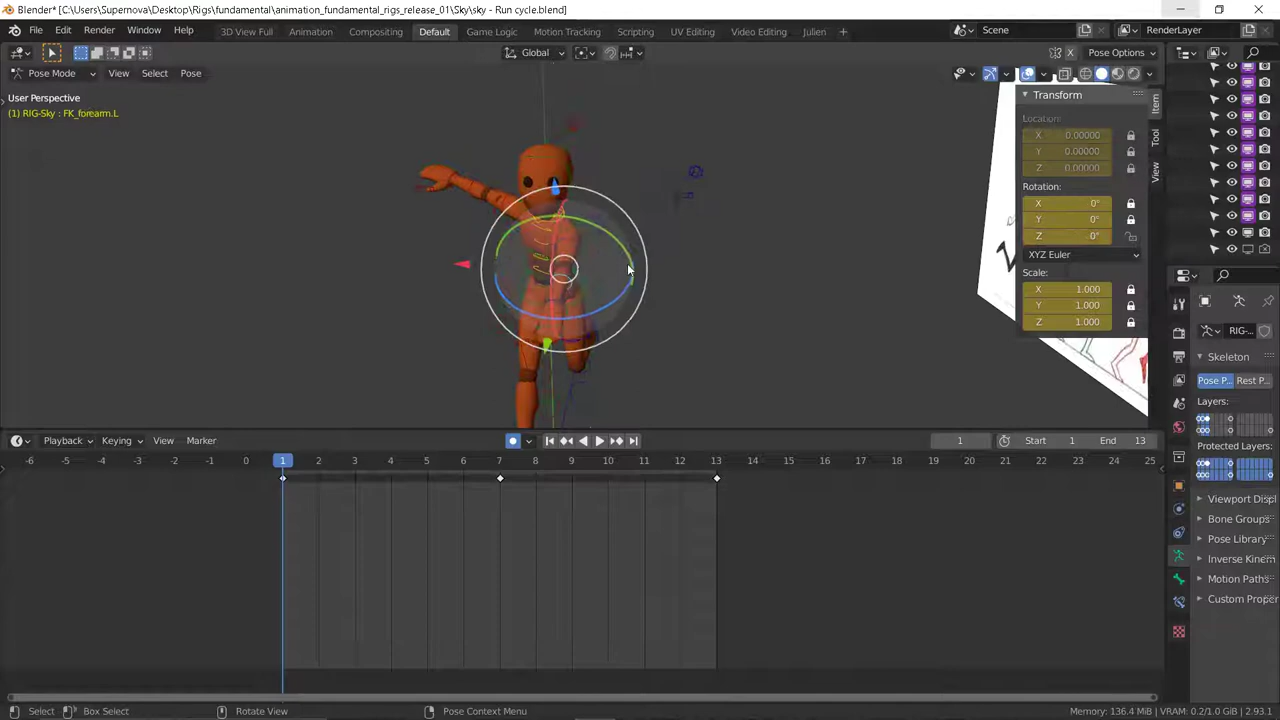 Blender* [C:\Users\Supernova\Desktop\Rigs\fundamental\animation_fundamental_rigs_release_01\Sky\sky - Run cycle.blend]
File Edit Render Window Help 3D View Full Animation Compositing Default Game Logic Motion Tracking Scripting UV Editing Video Editing Julien + Scene RenderLayer
Global X Pose Options
Pose Mode View Select Pose
User Perspective
(1) RIG-Sky : FK_forearm.L
Transform
Location:
X 0.00000
Y 0.00000
Z 0.00000
Rotation:
X 0°
Y 0°
Z 0°
XYZ Euler
Scale:
X 1.000
Y 1.000
Z 1.000
Item
Tool
View
RIG-...
Skeleton
Pose P... Rest P...
Layers:
Protected Layers:
Viewport Displ
Bone Groups
Pose Library
Inverse Kinem
Motion Paths
Custom Proper
Playback Keying View Marker 1 Start 1 End 13
-6 -5 -4 -3 -2 -1 0 1 2 3 4 5 6 7 8 9 10 11 12 13 14 15 16 17 18 19 20 21 22 23 24 25
Select Box Select Rotate View Pose Context Menu Memory: 136.4 MiB | VRAM: 0.2/1.0 GiB | 2.93.1